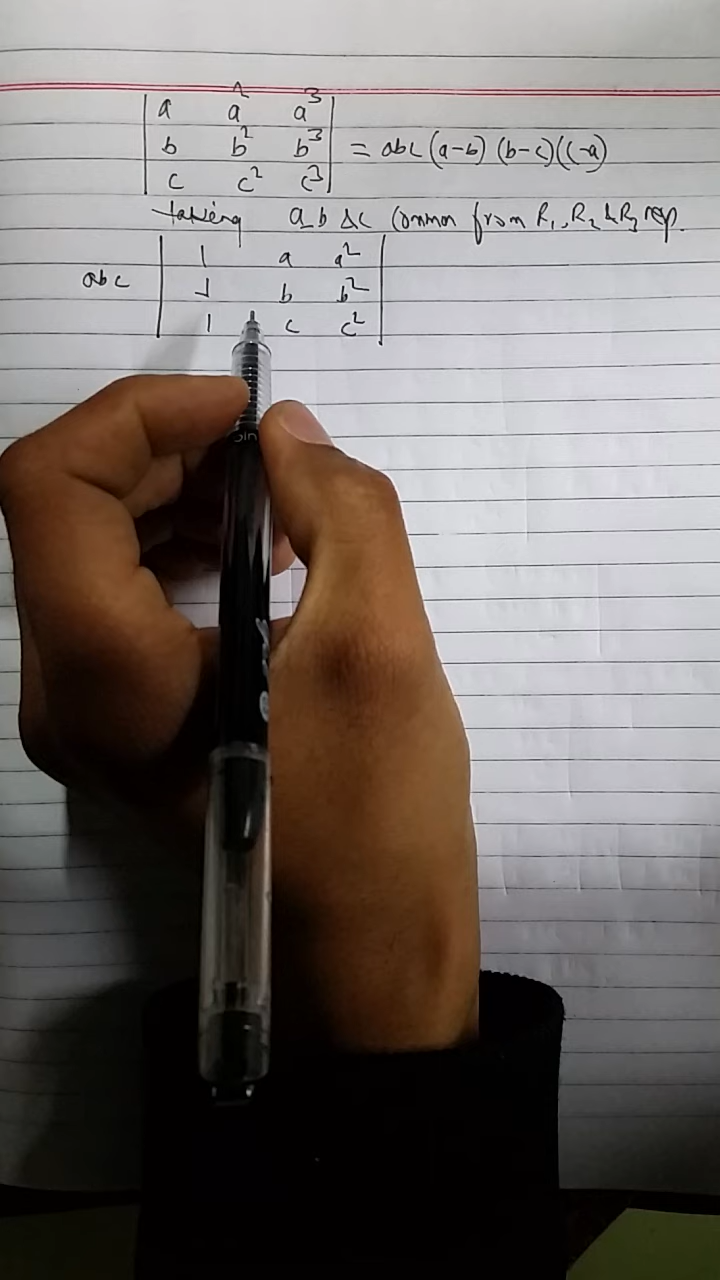 | a a² a³ |
| b b² b³ | = abc (a-b) (b-c) (c-a)
| c c² c³ |
taking a, b & c common from R₁, R₂ & R₃ resp.
| 1 a a² |
abc | 1 b b² |
| 1 c c² |